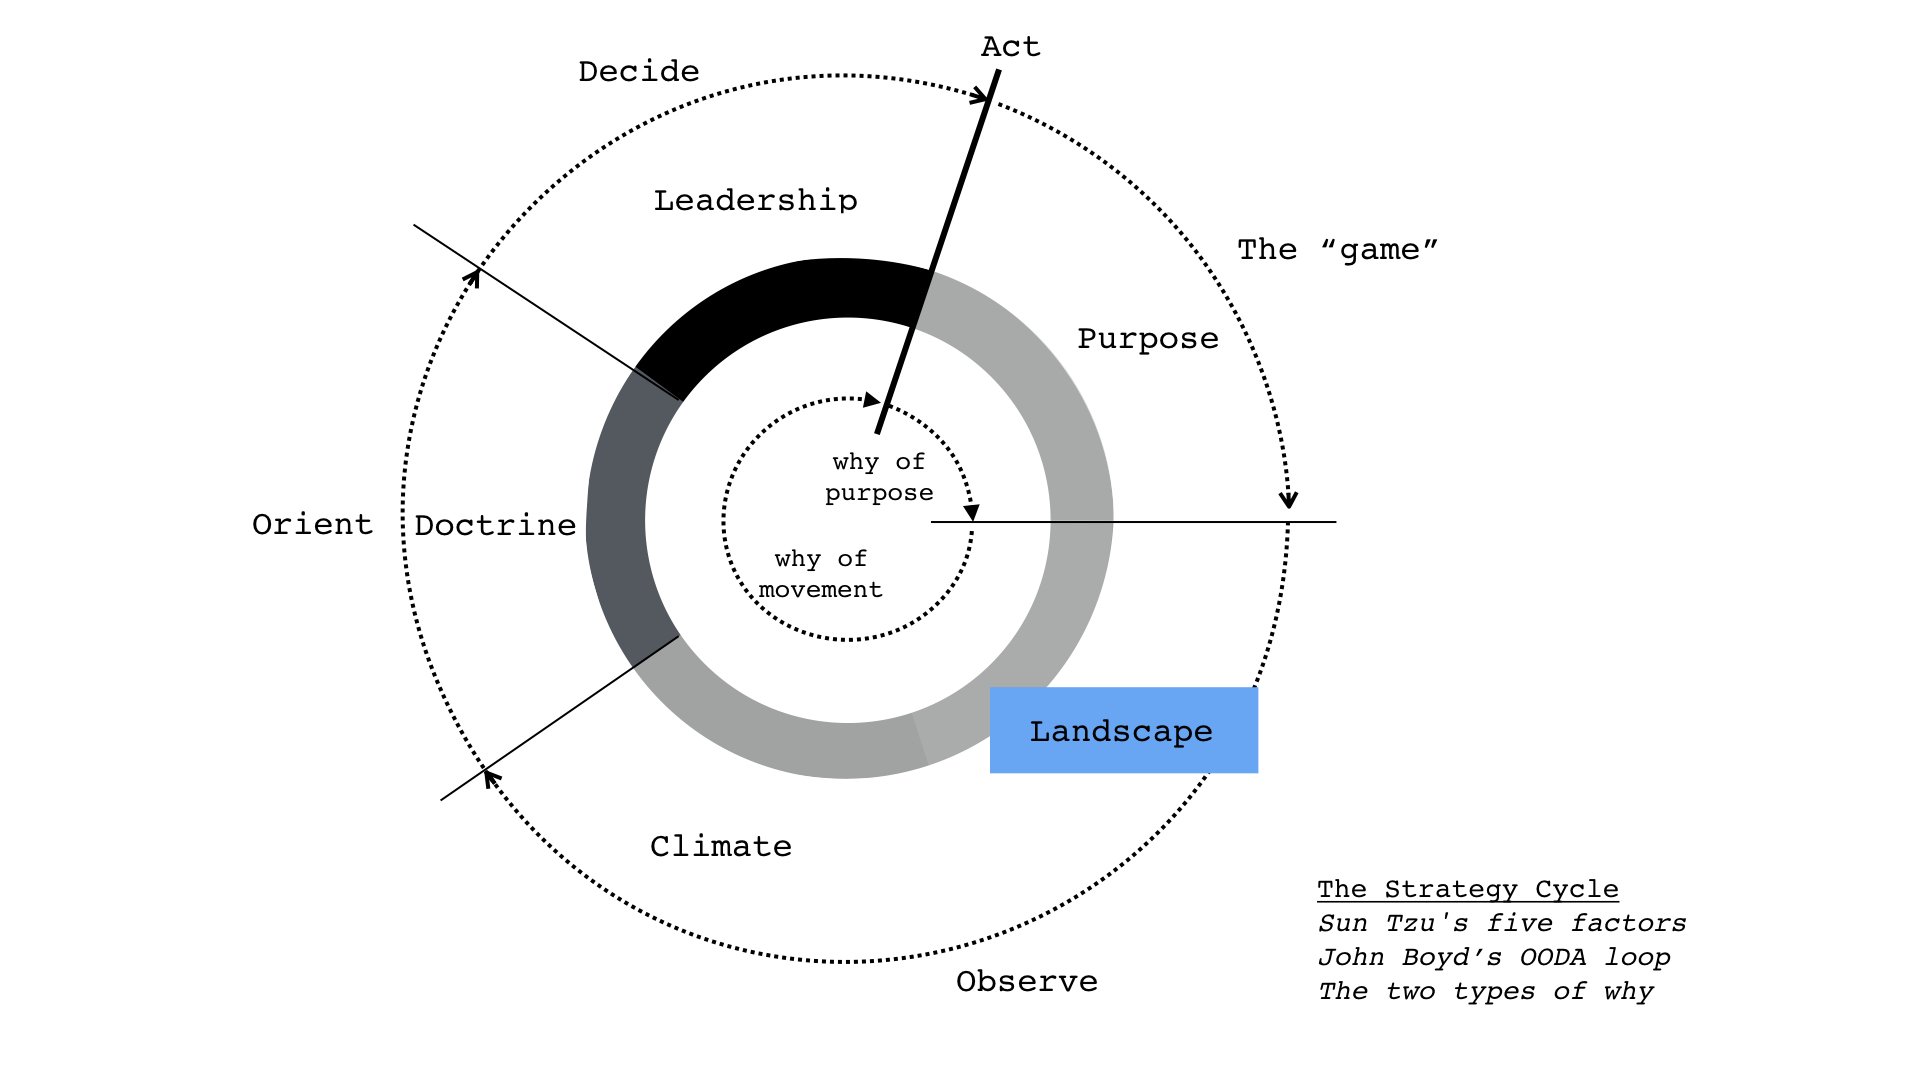 Act
Decide
Leadership
The “game”
Purpose
why of
purpose
Orient
Doctrine
why of
movement
Landscape
Climate
Observe
The Strategy Cycle
Sun Tzu's five factors
John Boyd’s OODA loop
The two types of why